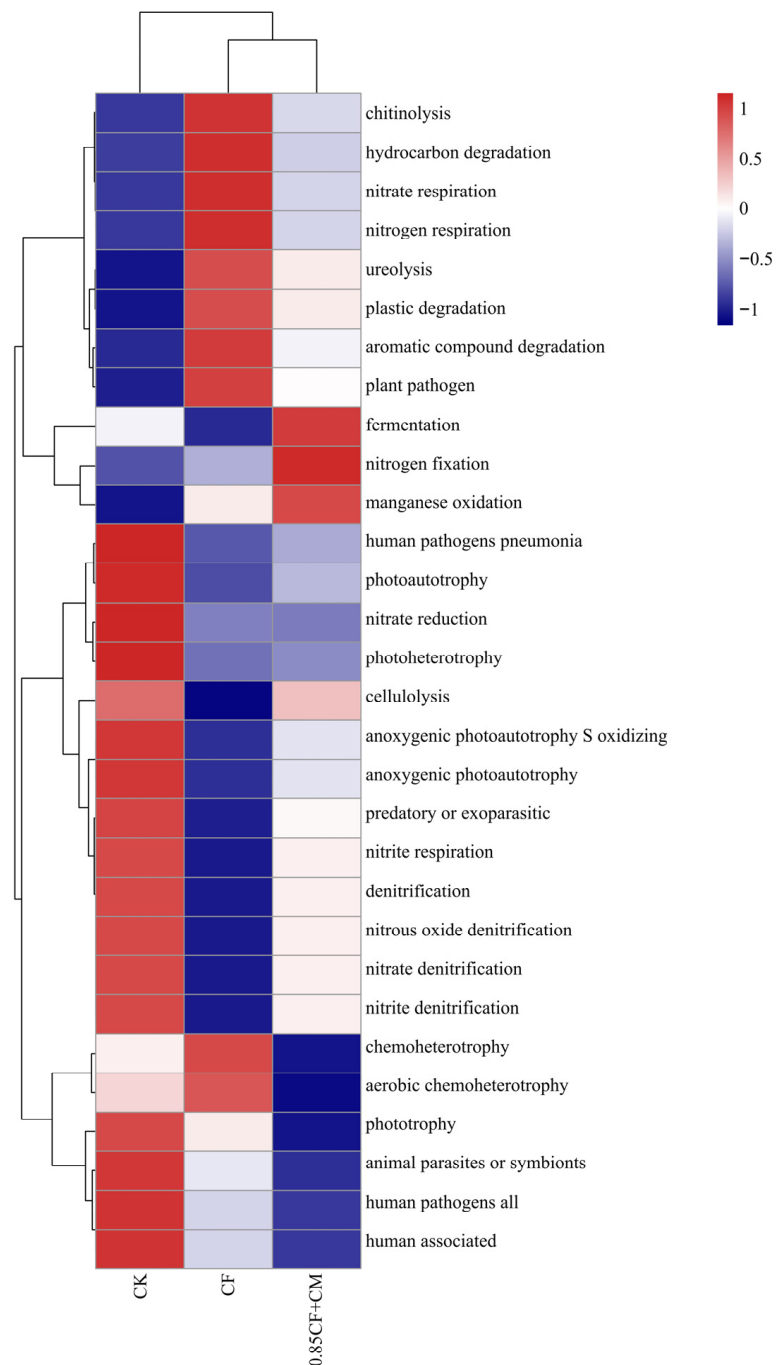 chitinolysis
hydrocarbon degradation
nitrate respiration
nitrogen respiration
ureolysis
plastic degradation
aromatic compound degradation
plant pathogen
fermentation
nitrogen fixation
manganese oxidation
human pathogens pneumonia
photoautotrophy
nitrate reduction
photoheterotrophy
cellulolysis
anoxygenic photoautotrophy S oxidizing
anoxygenic photoautotrophy
predatory or exoparasitic
nitrite respiration
denitrification
nitrous oxide denitrification
nitrate denitrification
nitrite denitrification
chemoheterotrophy
aerobic chemoheterotrophy
phototrophy
animal parasites or symbionts
human pathogens all
human associated
1
0.5
0
−0.5
−1
CK
CF
0.85CF+CM